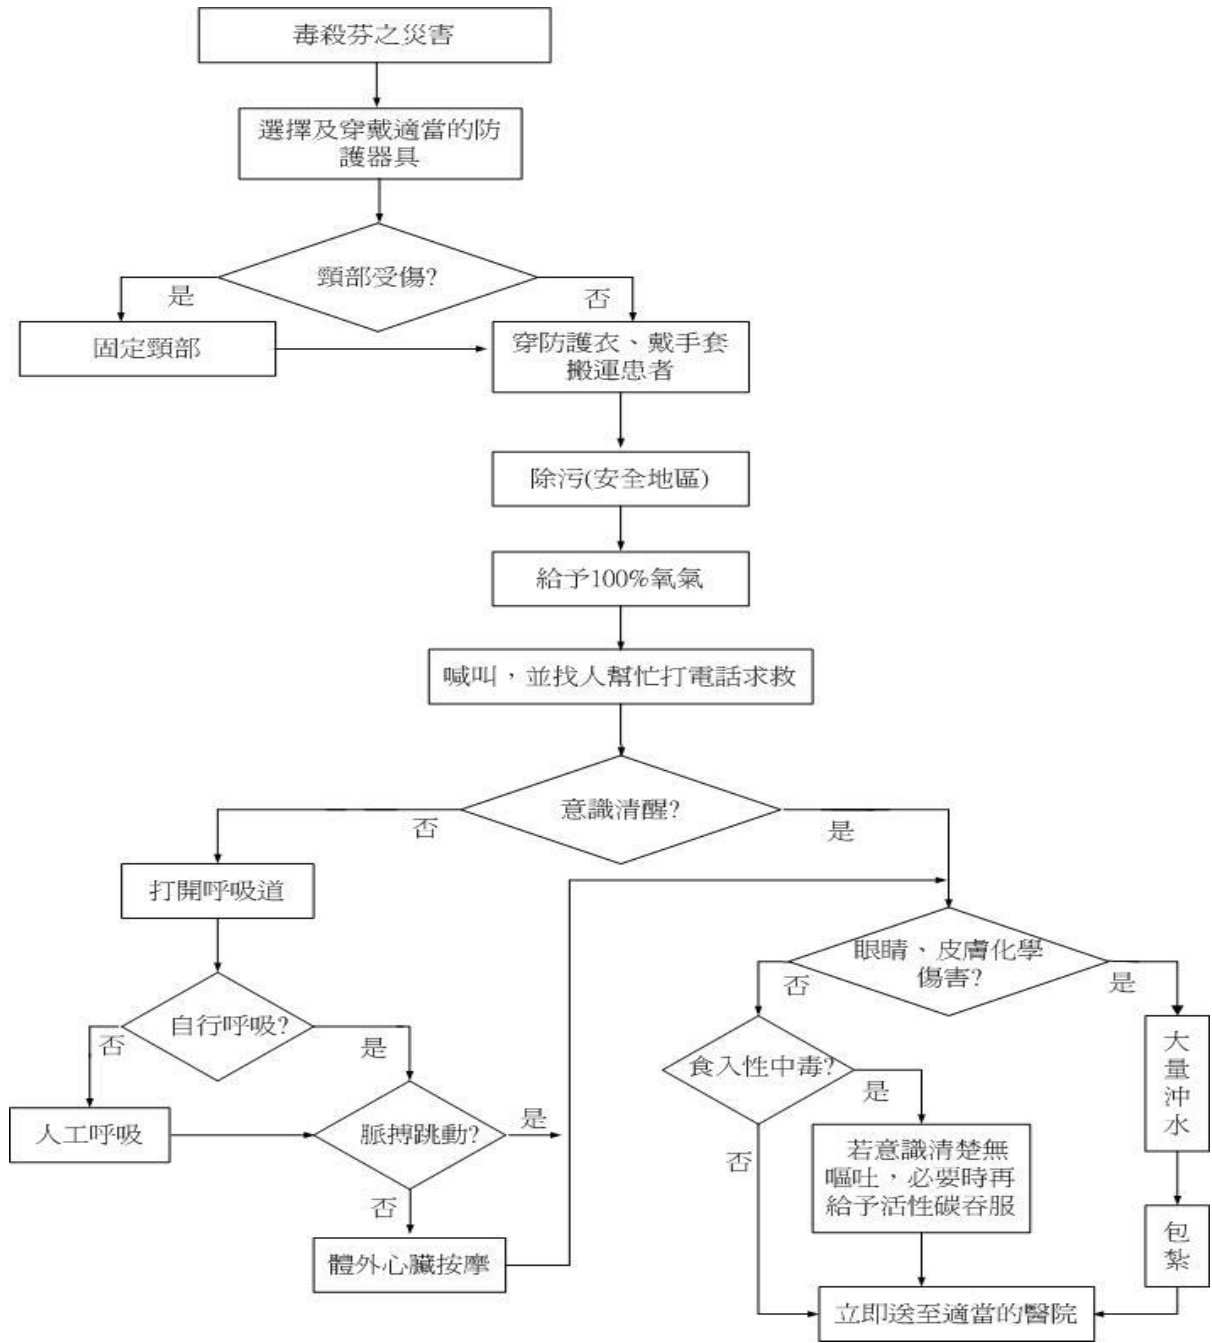 毒殺芬之災害
選擇及穿戴適當的防
護器具
頸部受傷?
是
否
固定頸部
穿防護衣、戴手套
搬運患者
除污(安全地區)
給予100%氧氣
喊叫，並找人幫忙打電話求救
意識清醒?
否
是
打開呼吸道
眼睛、皮膚化學
傷害?
否
是
自行呼吸?
否
是
大
量
沖
水
食入性中毒?
是
否
人工呼吸
脈搏跳動?
是
否
若意識清楚無
嘔吐，必要時再
給予活性碳吞服
體外心臟按摩
包
紮
立即送至適當的醫院